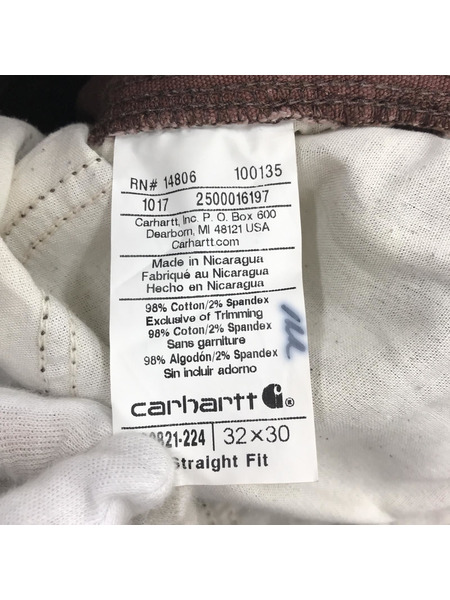 RN# 14806 100135
1017 2500016197
Carhartt, Inc. P. O. Box 600
Dearborn, MI 48121 USA
Carhartt.com
Made in Nicaragua
Fabriqué au Nicaragua
Hecho en Nicaragua
98% Cotton/2% Spandex
Exclusive of Trimming
98% Cotton/2% Spandex
Sans garniture
98% Algodón/2% Spandex
Sin incluir adorno
carhartt ®
32×30
Straight Fit